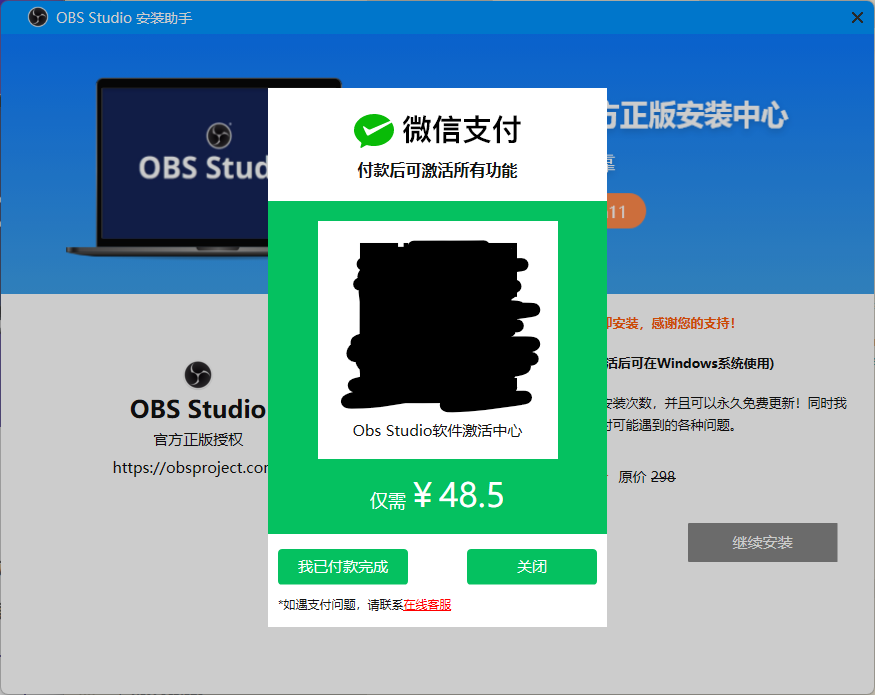 OBS Studio 安装助手
方正版安装中心
OBS Stud
靠
11
微信支付
付款后可激活所有功能
Obs Studio软件激活中心
仅需 ¥ 48.5
我已付款完成
关闭
*如遇支付问题，请联系在线客服
OBS Studio
官方正版授权
https://obsproject.co
即安装，感谢您的支持！
活后可在Windows系统使用)
安装次数，并且可以永久免费更新！同时我
对可能遇到的各种问题。
原价 298
继续安装